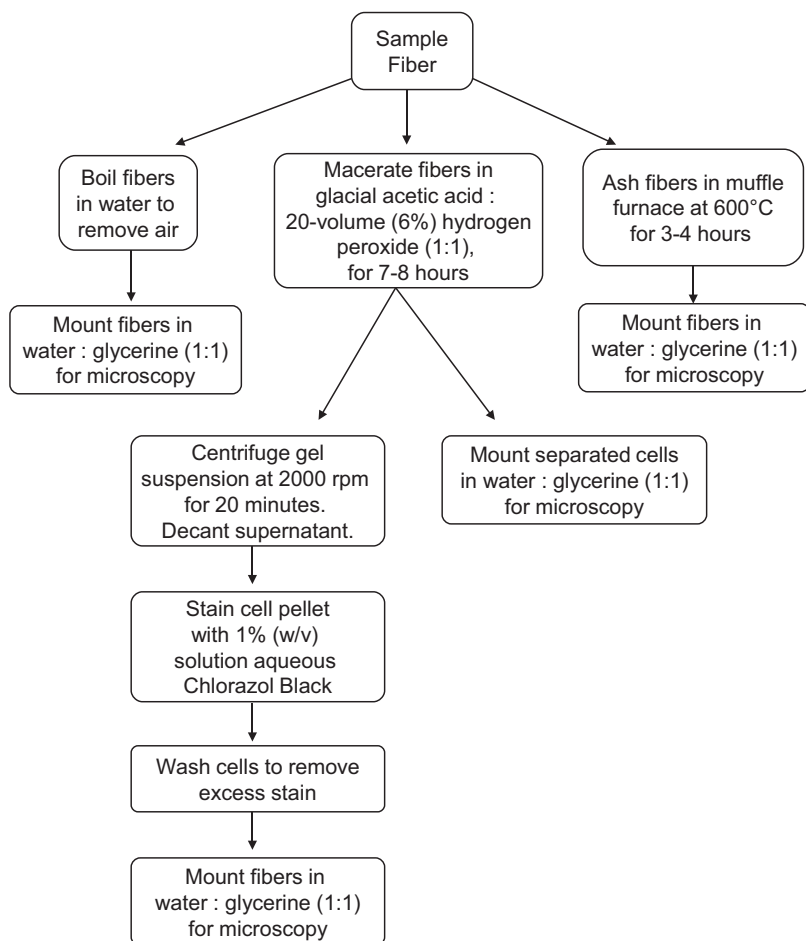 Sample
Fiber
Boil fibers
in water to
remove air
Macerate fibers in
glacial acetic acid :
20-volume (6%) hydrogen
peroxide (1:1),
for 7-8 hours
Ash fibers in muffle
furnace at 600°C
for 3-4 hours
Mount fibers in
water : glycerine (1:1)
for microscopy
Mount fibers in
water : glycerine (1:1)
for microscopy
Centrifuge gel
suspension at 2000 rpm
for 20 minutes.
Decant supernatant.
Mount separated cells
in water : glycerine (1:1)
for microscopy
Stain cell pellet
with 1% (w/v)
solution aqueous
Chlorazol Black
Wash cells to remove
excess stain
Mount fibers in
water : glycerine (1:1)
for microscopy